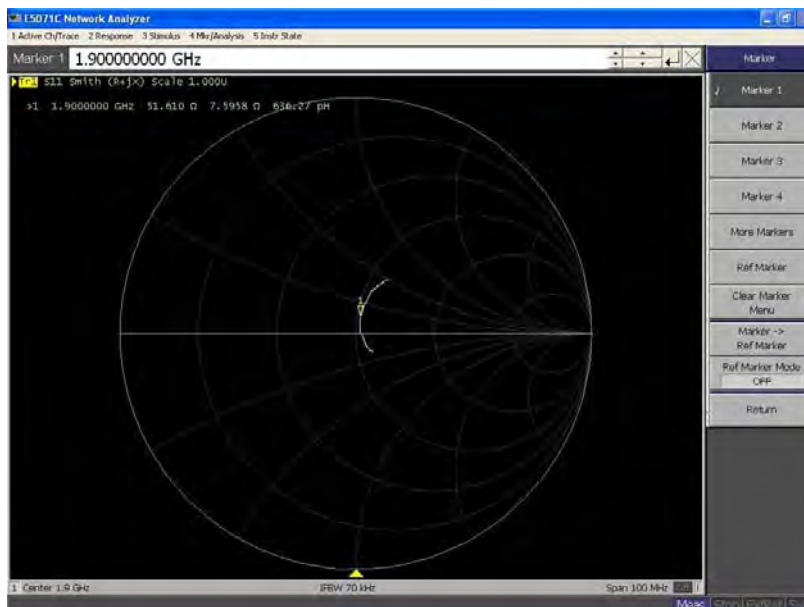 E5071C Network Analyzer
1 Active Ch/Trace 2 Response 3 Stimulus 4 Mkr/Analysis 5 Instr State
Marker 1 1.900000000 GHz
Tr1 S11 Smith (R+jX) Scale 1.000U
>1 1.9000000 GHz 51.610 Ω 7.5958 Ω 636.27 pH
1
Marker
Marker 1
Marker 2
Marker 3
Marker 4
More Markers
Ref Marker
Clear Marker
Menu
Marker ->
Ref Marker
Ref Marker Mode
OFF
Return
1 Center 1.9 GHz IFBW 70 kHz Span 100 MHz
Meas